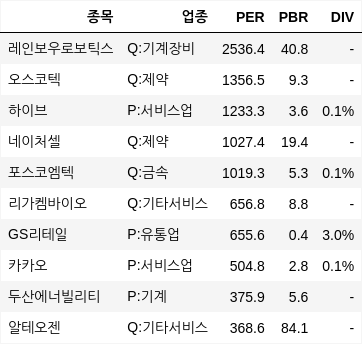 종목 업종 PER PBR DIV
레인보우로보틱스 Q:기계장비 2536.4 40.8 -
오스코텍 Q:제약 1356.5 9.3 -
하이브 P:서비스업 1233.3 3.6 0.1%
네이처셀 Q:제약 1027.4 19.4 -
포스코엠텍 Q:금속 1019.3 5.3 0.1%
리가켐바이오 Q:기타서비스 656.8 8.8 -
GS리테일 P:유통업 655.6 0.4 3.0%
카카오 P:서비스업 504.8 2.8 0.1%
두산에너빌리티 P:기계 375.9 5.6 -
알테오젠 Q:기타서비스 368.6 84.1 -